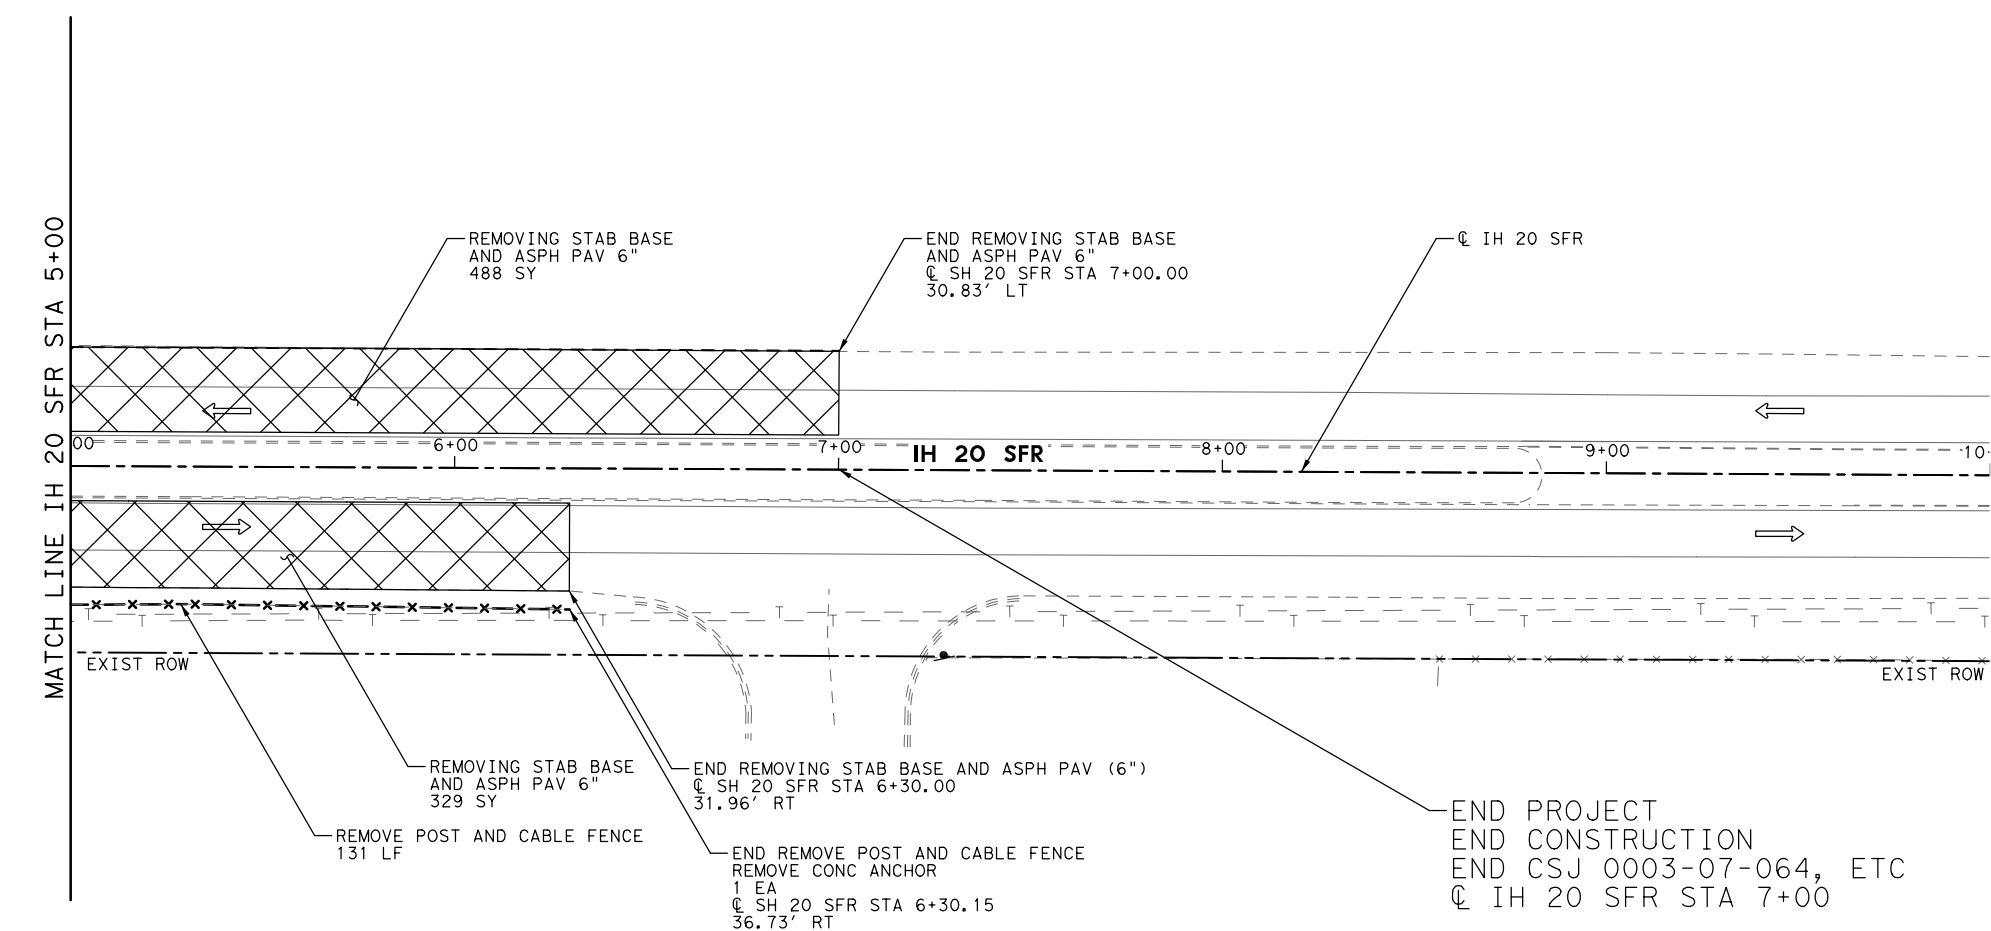 MATCH LINE IH 20 SFR STA 5+00
REMOVING STAB BASE
AND ASPH PAV 6"
488 SY
END REMOVING STAB BASE
AND ASPH PAV 6"
℄ SH 20 SFR STA 7+00.00
30.83' LT
℄ IH 20 SFR
00
6+00
7+00
IH 20 SFR
8+00
9+00
10
EXIST ROW
EXIST ROW
REMOVING STAB BASE
AND ASPH PAV 6"
329 SY
REMOVE POST AND CABLE FENCE
131 LF
END REMOVING STAB BASE AND ASPH PAV (6")
℄ SH 20 SFR STA 6+30.00
31.96' RT
END REMOVE POST AND CABLE FENCE
REMOVE CONC ANCHOR
1 EA
℄ SH 20 SFR STA 6+30.15
36.73' RT
END PROJECT
END CONSTRUCTION
END CSJ 0003-07-064, ETC
℄ IH 20 SFR STA 7+00